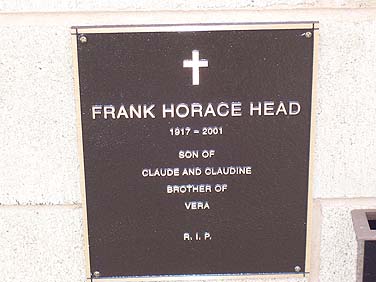 FRANK HORACE HEAD
1917 - 2001
SON OF
CLAUDE AND CLAUDINE
BROTHER OF
VERA
R. I. P.